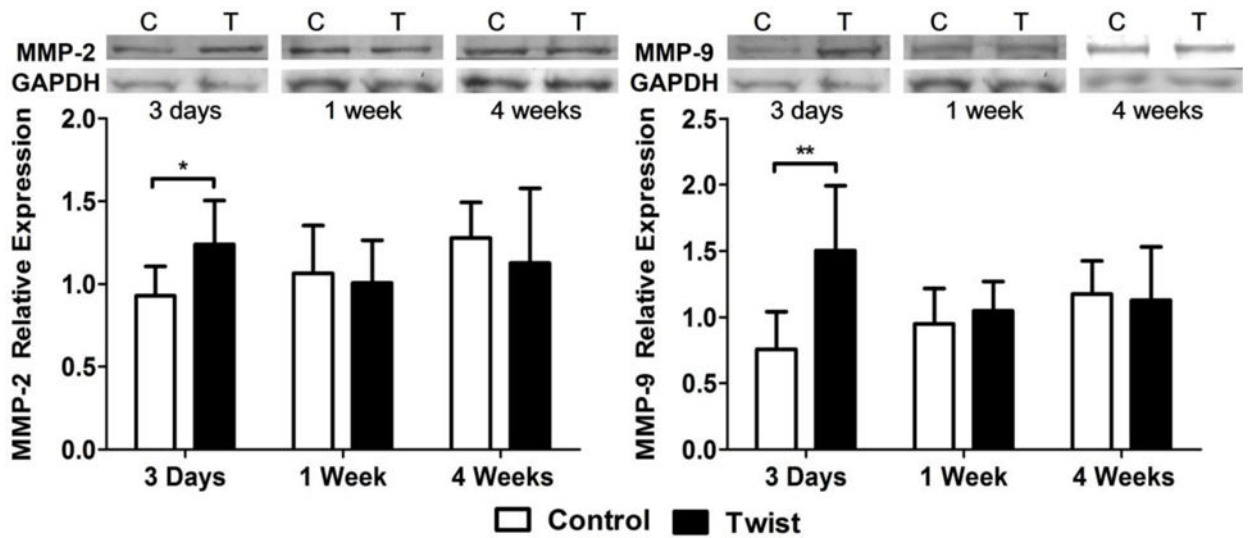 C T C T C T
MMP-2
GAPDH
3 days 1 week 4 weeks
2.0
1.5
1.0
0.5
0.0
MMP-2 Relative Expression
*
3 Days 1 Week 4 Weeks
C T C T C T
MMP-9
GAPDH
3 days 1 week 4 weeks
2.5
2.0
1.5
1.0
0.5
0.0
MMP-9 Relative Expression
**
3 Days 1 Week 4 Weeks
Control Twist